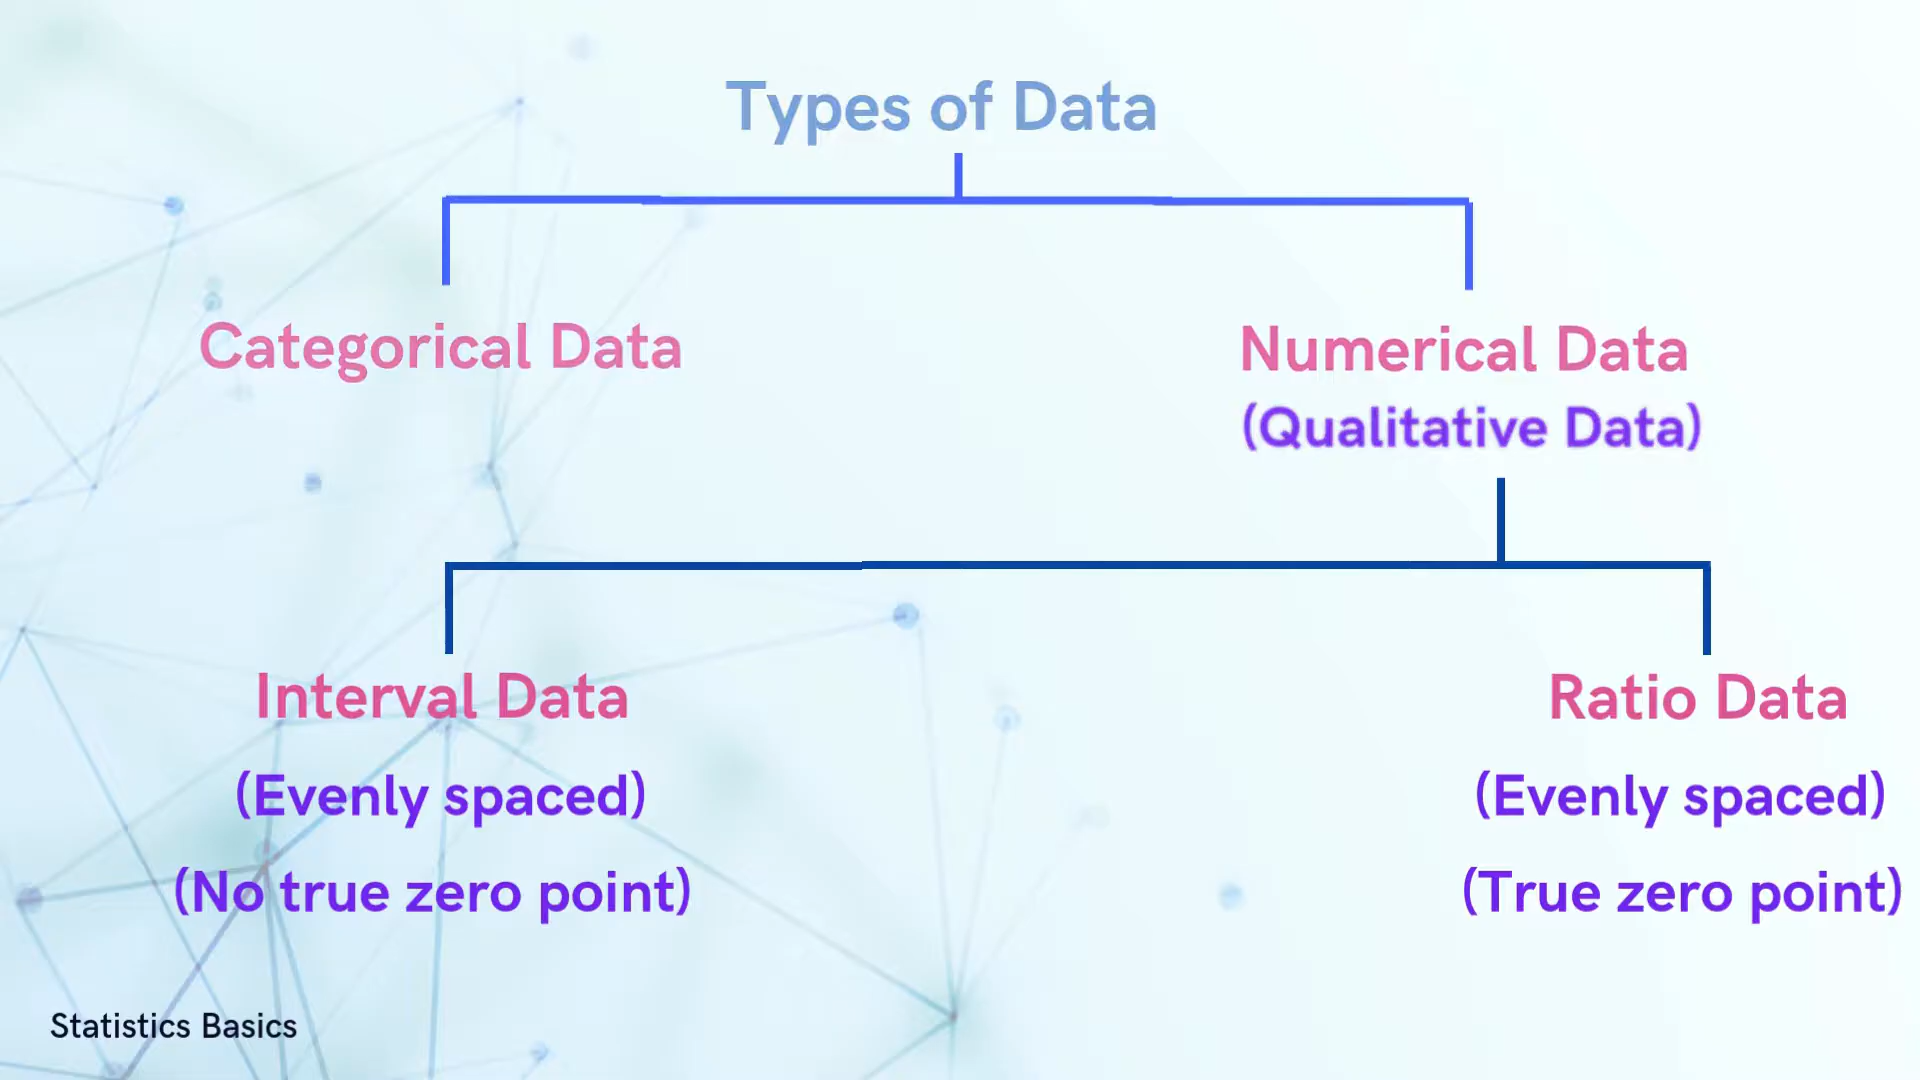 Types of Data
Categorical Data
Numerical Data
(Qualitative Data)
Interval Data
(Evenly spaced)
(No true zero point)
Ratio Data
(Evenly spaced)
(True zero point)
Statistics Basics